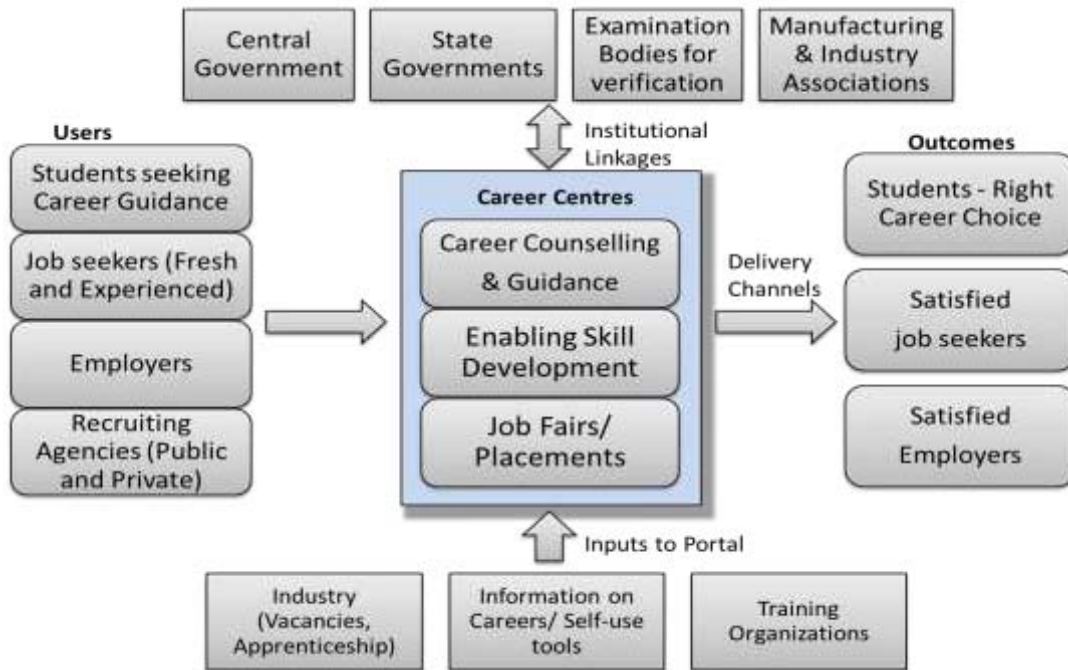 Central
Government
State
Governments
Examination
Bodies for
verification
Manufacturing
& Industry
Associations
Institutional
Linkages
Users
Students seeking
Career Guidance
Job seekers (Fresh
and Experienced)
Employers
Recruiting
Agencies (Public
and Private)
Career Centres
Career Counselling
& Guidance
Enabling Skill
Development
Job Fairs/
Placements
Delivery
Channels
Outcomes
Students - Right
Career Choice
Satisfied
job seekers
Satisfied
Employers
Inputs to Portal
Industry
(Vacancies,
Apprenticeship)
Information on
Careers/ Self-use
tools
Training
Organizations